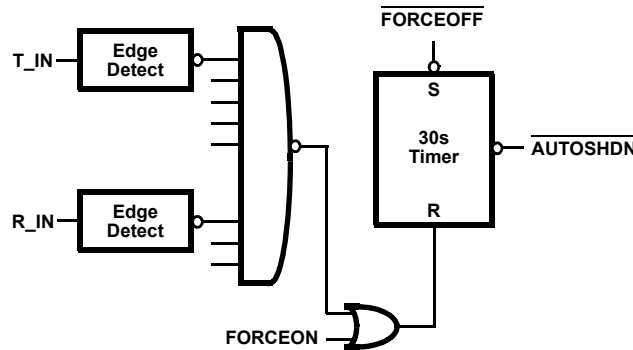 FORCEOFF
T_IN
Edge
Detect
S
30s
Timer
AUTOSHDN
R
R_IN
Edge
Detect
FORCEON